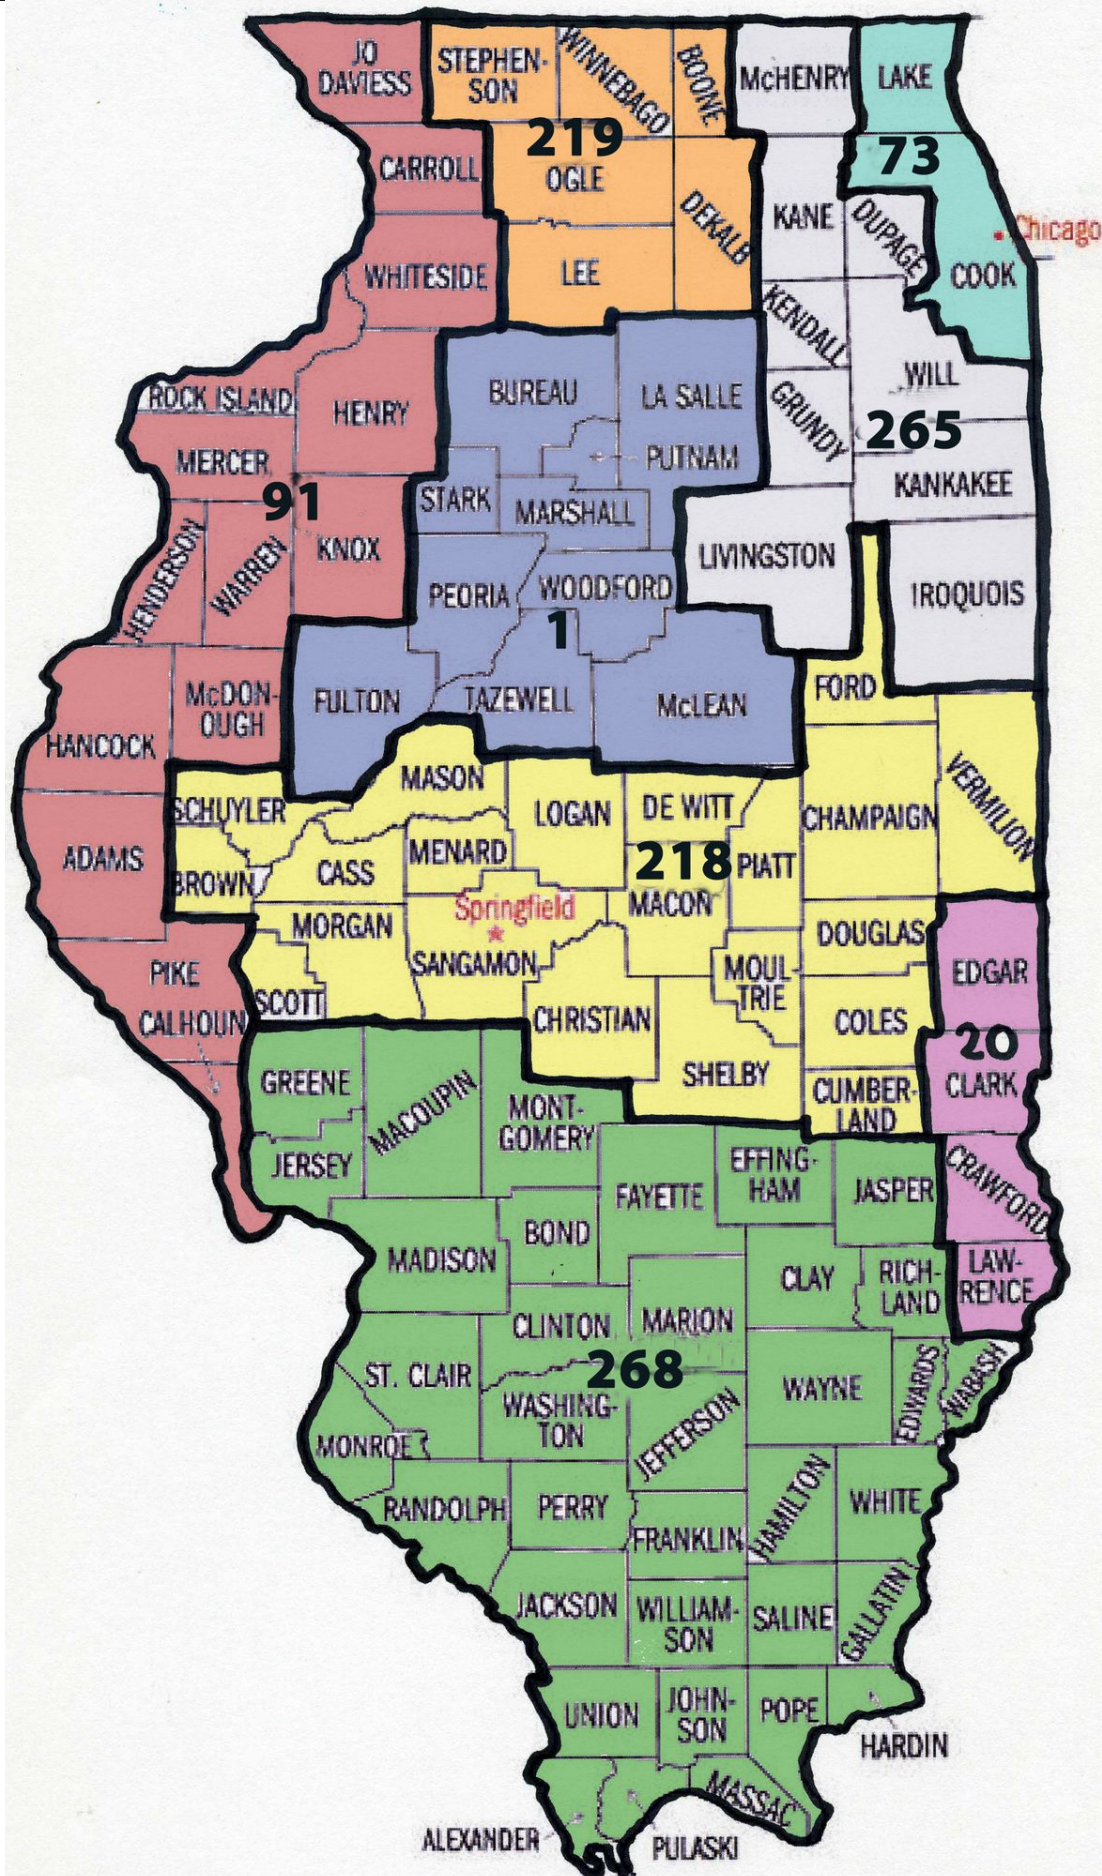 JO
DAVIESS
STEPHEN-
SON
WINNEBAGO
BOONE
McHENRY
LAKE
219
73
CARROLL
OGLE
DEKALB
KANE
DUPAGE
Chicago
WHITESIDE
LEE
COOK
KENDALL
ROCK ISLAND
HENRY
BUREAU
LA SALLE
GRUNDY
WILL
265
MERCER
PUTNAM
KANKAKEE
91
STARK
MARSHALL
HENDERSON
WARREN
KNOX
LIVINGSTON
PEORIA
WOODFORD
IROQUOIS
1
McDON-
OUGH
FULTON
TAZEWELL
McLEAN
FORD
HANCOCK
MASON
VERMILION
SCHUYLER
LOGAN
DE WITT
CHAMPAIGN
ADAMS
BROWN
CASS
MENARD
218
PIATT
Springfield
MACON
MORGAN
DOUGLAS
PIKE
SANGAMON
MOUL-
TRIE
EDGAR
SCOTT
CALHOUN
CHRISTIAN
COLES
20
GREENE
MACOUPIN
SHELBY
CLARK
CUMBER-
LAND
MONT-
GOMERY
JERSEY
FAYETTE
EFFING-
HAM
JASPER
CRAWFORD
BOND
MADISON
CLAY
RICH-
LAND
LAW-
RENCE
CLINTON
MARION
268
ST. CLAIR
WAYNE
EDWARDS
WABASH
WASHING-
TON
JEFFERSON
MONROE
RANDOLPH
PERRY
HAMILTON
WHITE
FRANKLIN
JACKSON
WILLIAM-
SON
SALINE
GALLATIN
UNION
JOHN-
SON
POPE
HARDIN
MASSAC
ALEXANDER
PULASKI